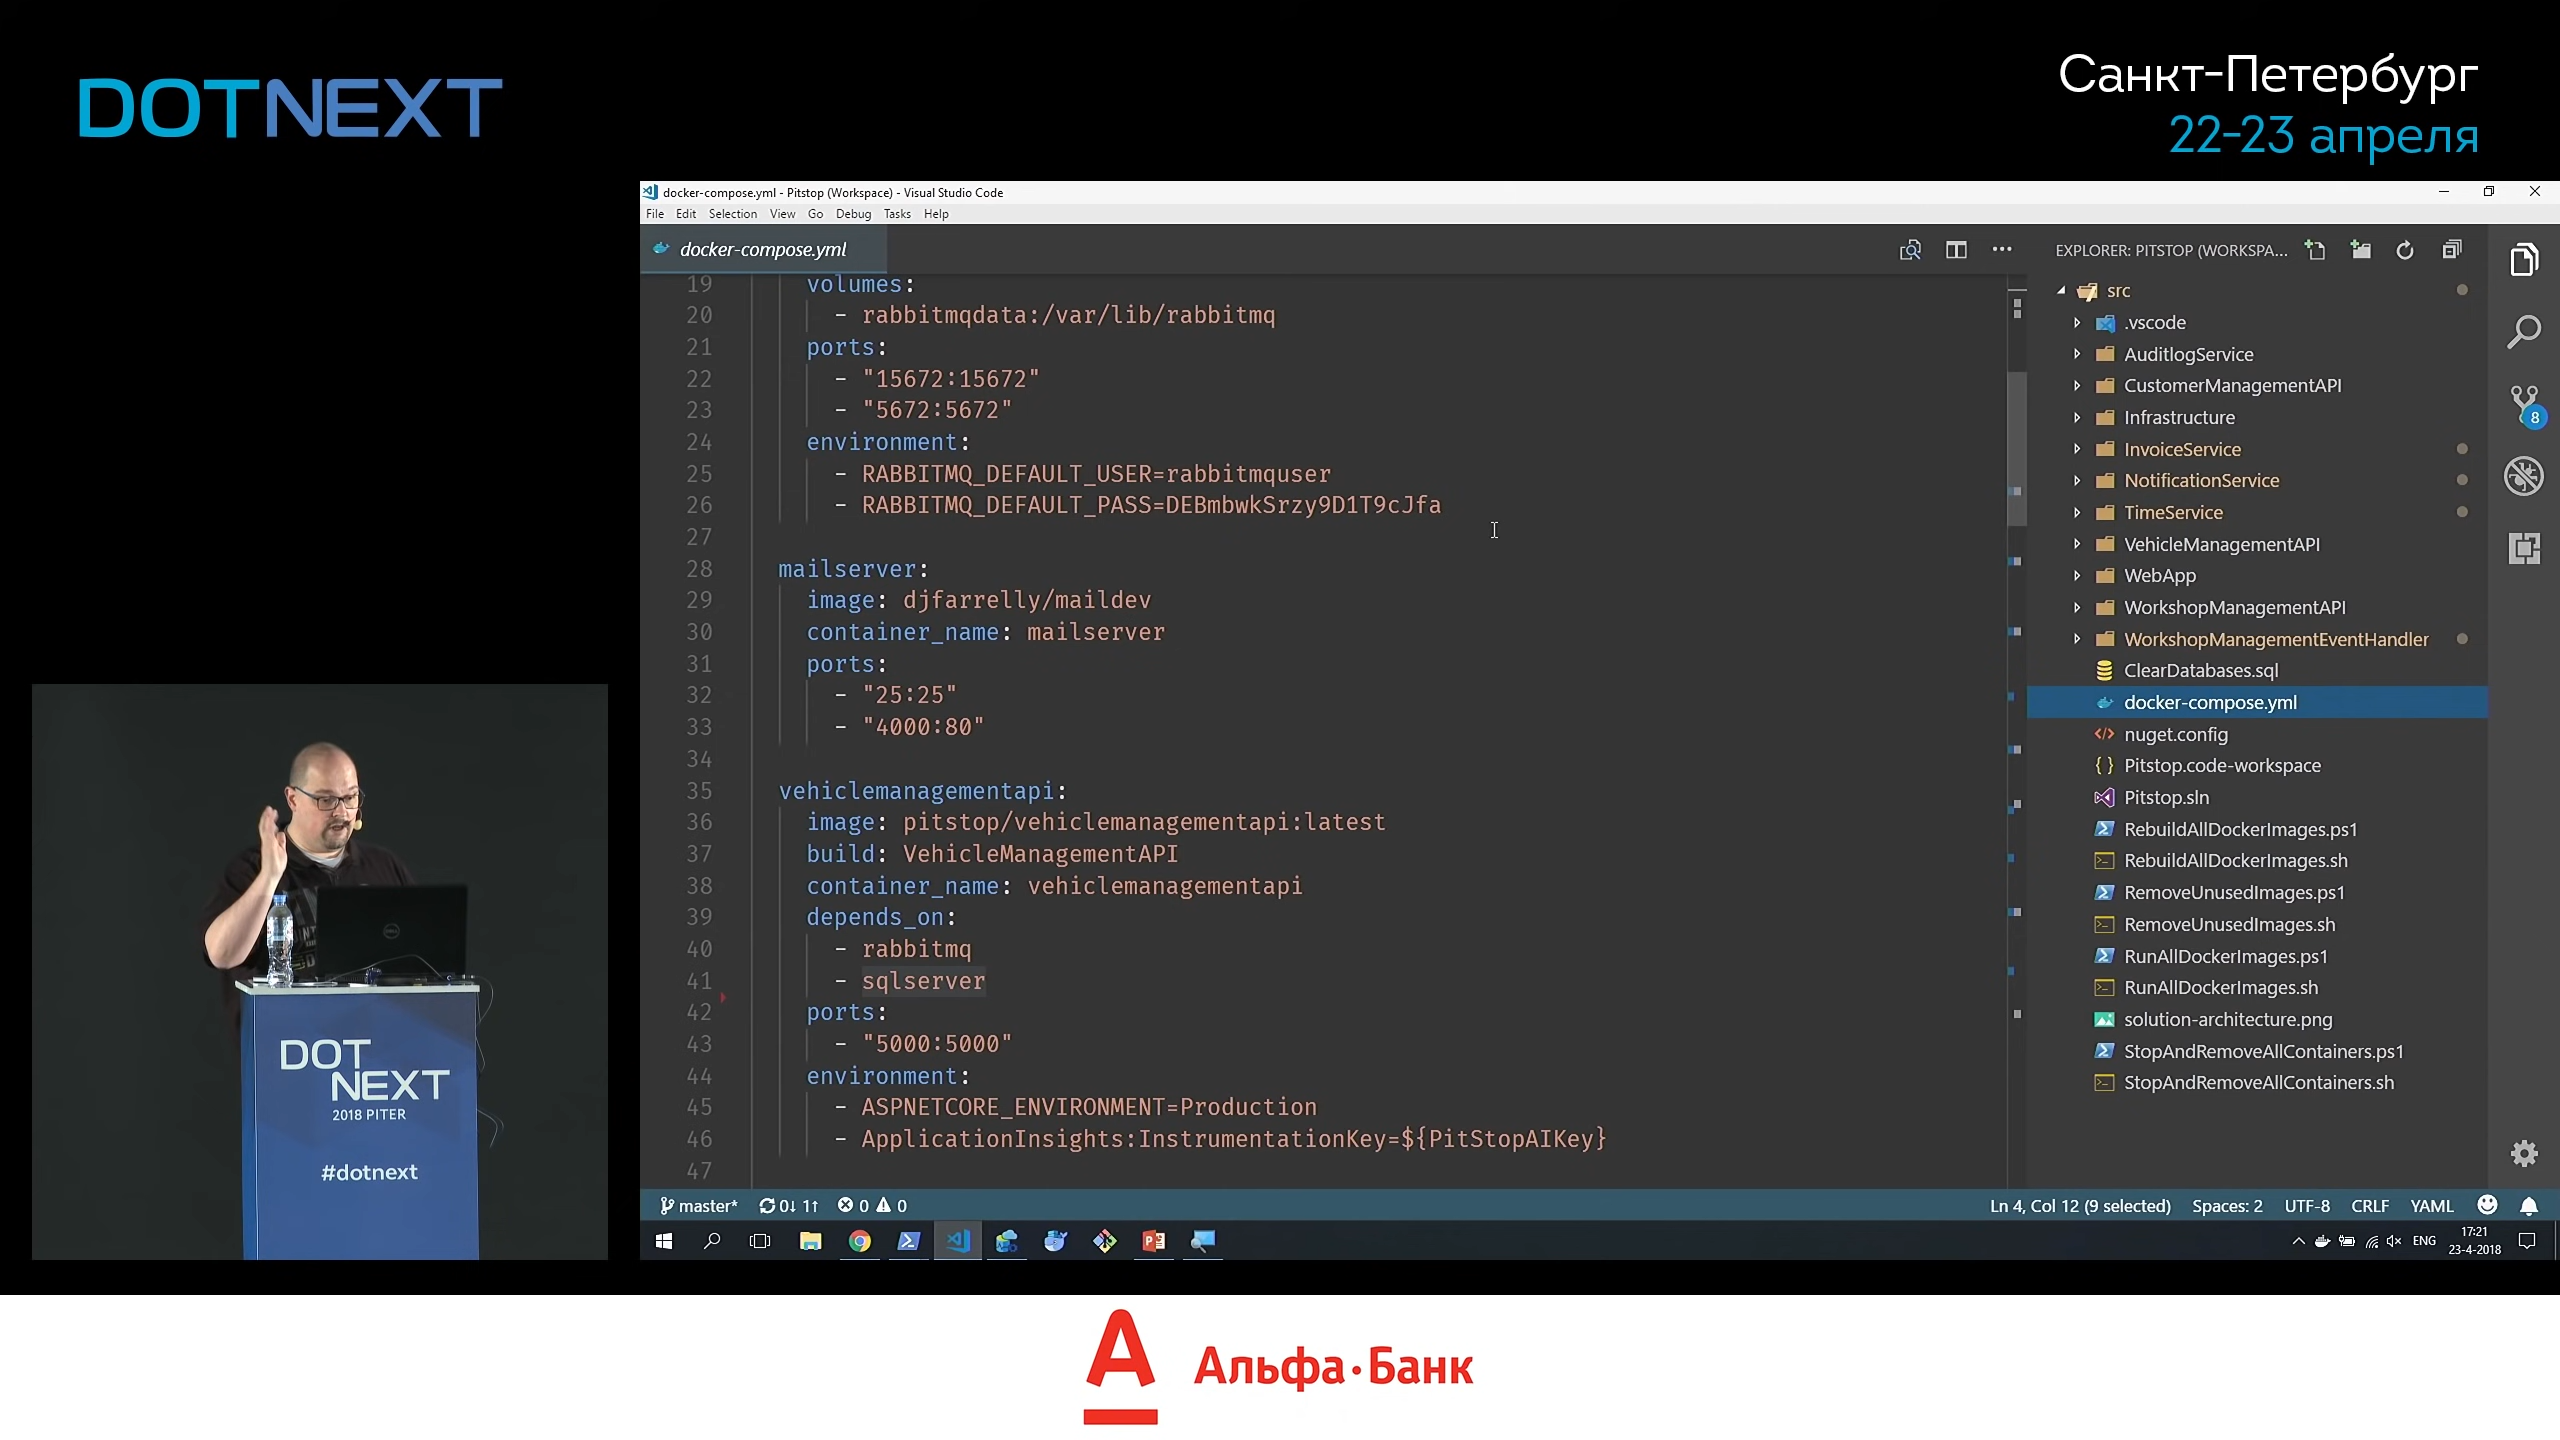 DOTNEXT
Санкт-Петербург
22-23 апреля
docker-compose.yml - Pitstop (Workspace) - Visual Studio Code
File Edit Selection View Go Debug Tasks Help
docker-compose.yml
19 volumes:
20 - rabbitmqdata:/var/lib/rabbitmq
21 ports:
22 - "15672:15672"
23 - "5672:5672"
24 environment:
25 - RABBITMQ_DEFAULT_USER=rabbitmquser
26 - RABBITMQ_DEFAULT_PASS=DEBmbwkSrzy9D1T9cJfa
27
28 mailserver:
29 image: djfarrelly/maildev
30 container_name: mailserver
31 ports:
32 - "25:25"
33 - "4000:80"
34
35 vehiclemanagementapi:
36 image: pitstop/vehiclemanagementapi:latest
37 build: VehicleManagementAPI
38 container_name: vehiclemanagementapi
39 depends_on:
40 - rabbitmq
41 - sqlserver
42 ports:
43 - "5000:5000"
44 environment:
45 - ASPNETCORE_ENVIRONMENT=Production
46 - ApplicationInsights:InstrumentationKey=${PitStopAIKey}
47
EXPLORER: PITSTOP (WORKSPA...
src
.vscode
AuditlogService
CustomerManagementAPI
Infrastructure
InvoiceService
NotificationService
TimeService
VehicleManagementAPI
WebApp
WorkshopManagementAPI
WorkshopManagementEventHandler
ClearDatabases.sql
docker-compose.yml
nuget.config
Pitstop.code-workspace
Pitstop.sln
RebuildAllDockerImages.ps1
RebuildAllDockerImages.sh
RemoveUnusedImages.ps1
RemoveUnusedImages.sh
RunAllDockerImages.ps1
RunAllDockerImages.sh
solution-architecture.png
StopAndRemoveAllContainers.ps1
StopAndRemoveAllContainers.sh
8
master* 0↓ 1↑ 0 0
Ln 4, Col 12 (9 selected) Spaces: 2 UTF-8 CRLF YAML
ENG
17:21
23-4-2018
DOT
NEXT
2018 PITER
#dotnext
Альфа·Банк